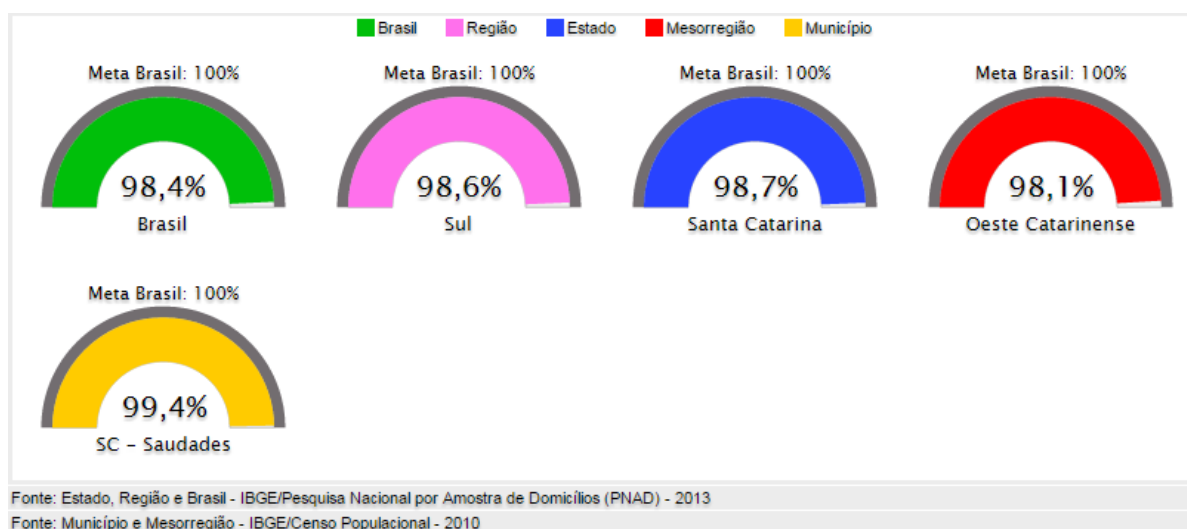 Brasil Região Estado Mesorregião Município
Meta Brasil: 100% Meta Brasil: 100% Meta Brasil: 100% Meta Brasil: 100%
98,4% 98,6% 98,7% 98,1%
Brasil Sul Santa Catarina Oeste Catarinense
Meta Brasil: 100%
99,4%
SC - Saudades
Fonte: Estado, Região e Brasil - IBGE/Pesquisa Nacional por Amostra de Domicílios (PNAD) - 2013
Fonte: Município e Mesorregião - IBGE/Censo Populacional - 2010